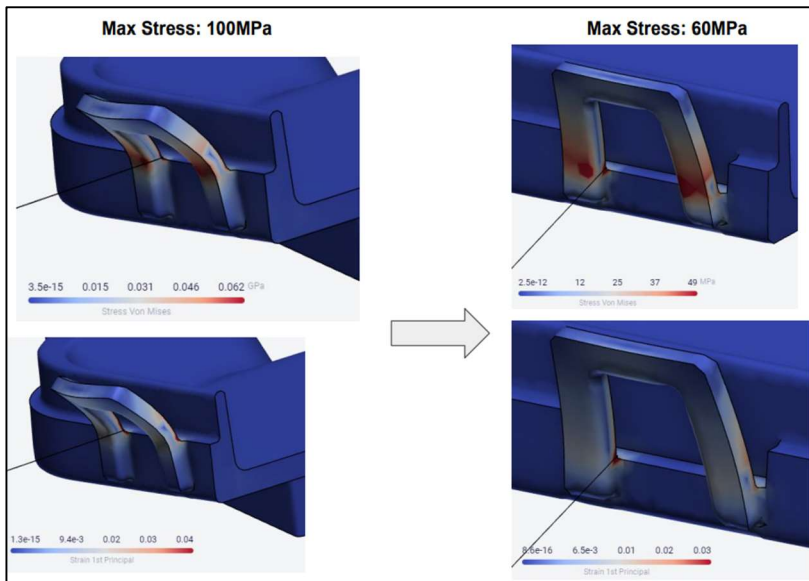 Max Stress: 100MPa
Max Stress: 60MPa
3.5e-15 0.015 0.031 0.046 0.062 GPa
Stress Von Mises
2.5e-12 12 25 37 49 MPa
Stress Von Mises
1.3e-15 9.4e-3 0.02 0.03 0.04
Strain 1st Principal
8.6e-16 6.5e-3 0.01 0.02 0.03
Strain 1st Principal